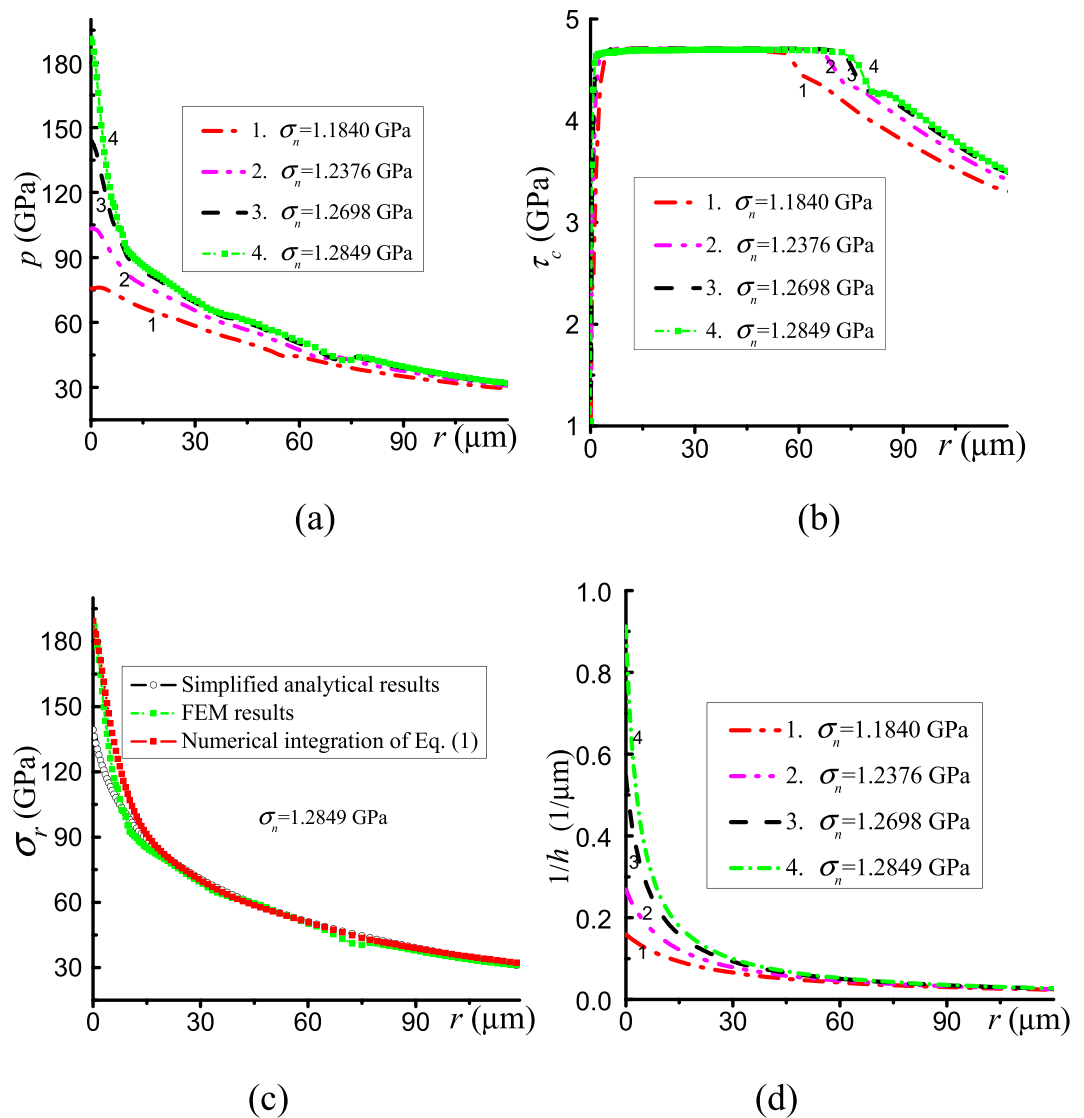 180
150
120
90
60
30
p (GPa)
1. σn=1.1840 GPa
2. σn=1.2376 GPa
3. σn=1.2698 GPa
4. σn=1.2849 GPa
4
3
2
1
0 30 60 90 r (μm)
(a)
5
4
3
2
1
τc (GPa)
1. σn=1.1840 GPa
2. σn=1.2376 GPa
3. σn=1.2698 GPa
4. σn=1.2849 GPa
1
2
3
4
0 30 60 90 r (μm)
(b)
180
150
120
90
60
30
σr (GPa)
Simplified analytical results
FEM results
Numerical integration of Eq. (1)
σn=1.2849 GPa
0 30 60 90 r (μm)
(c)
1.0
0.8
0.6
0.4
0.2
0.0
1/h (1/μm)
1. σn=1.1840 GPa
2. σn=1.2376 GPa
3. σn=1.2698 GPa
4. σn=1.2849 GPa
4
3
2
1
0 30 60 90 r (μm)
(d)